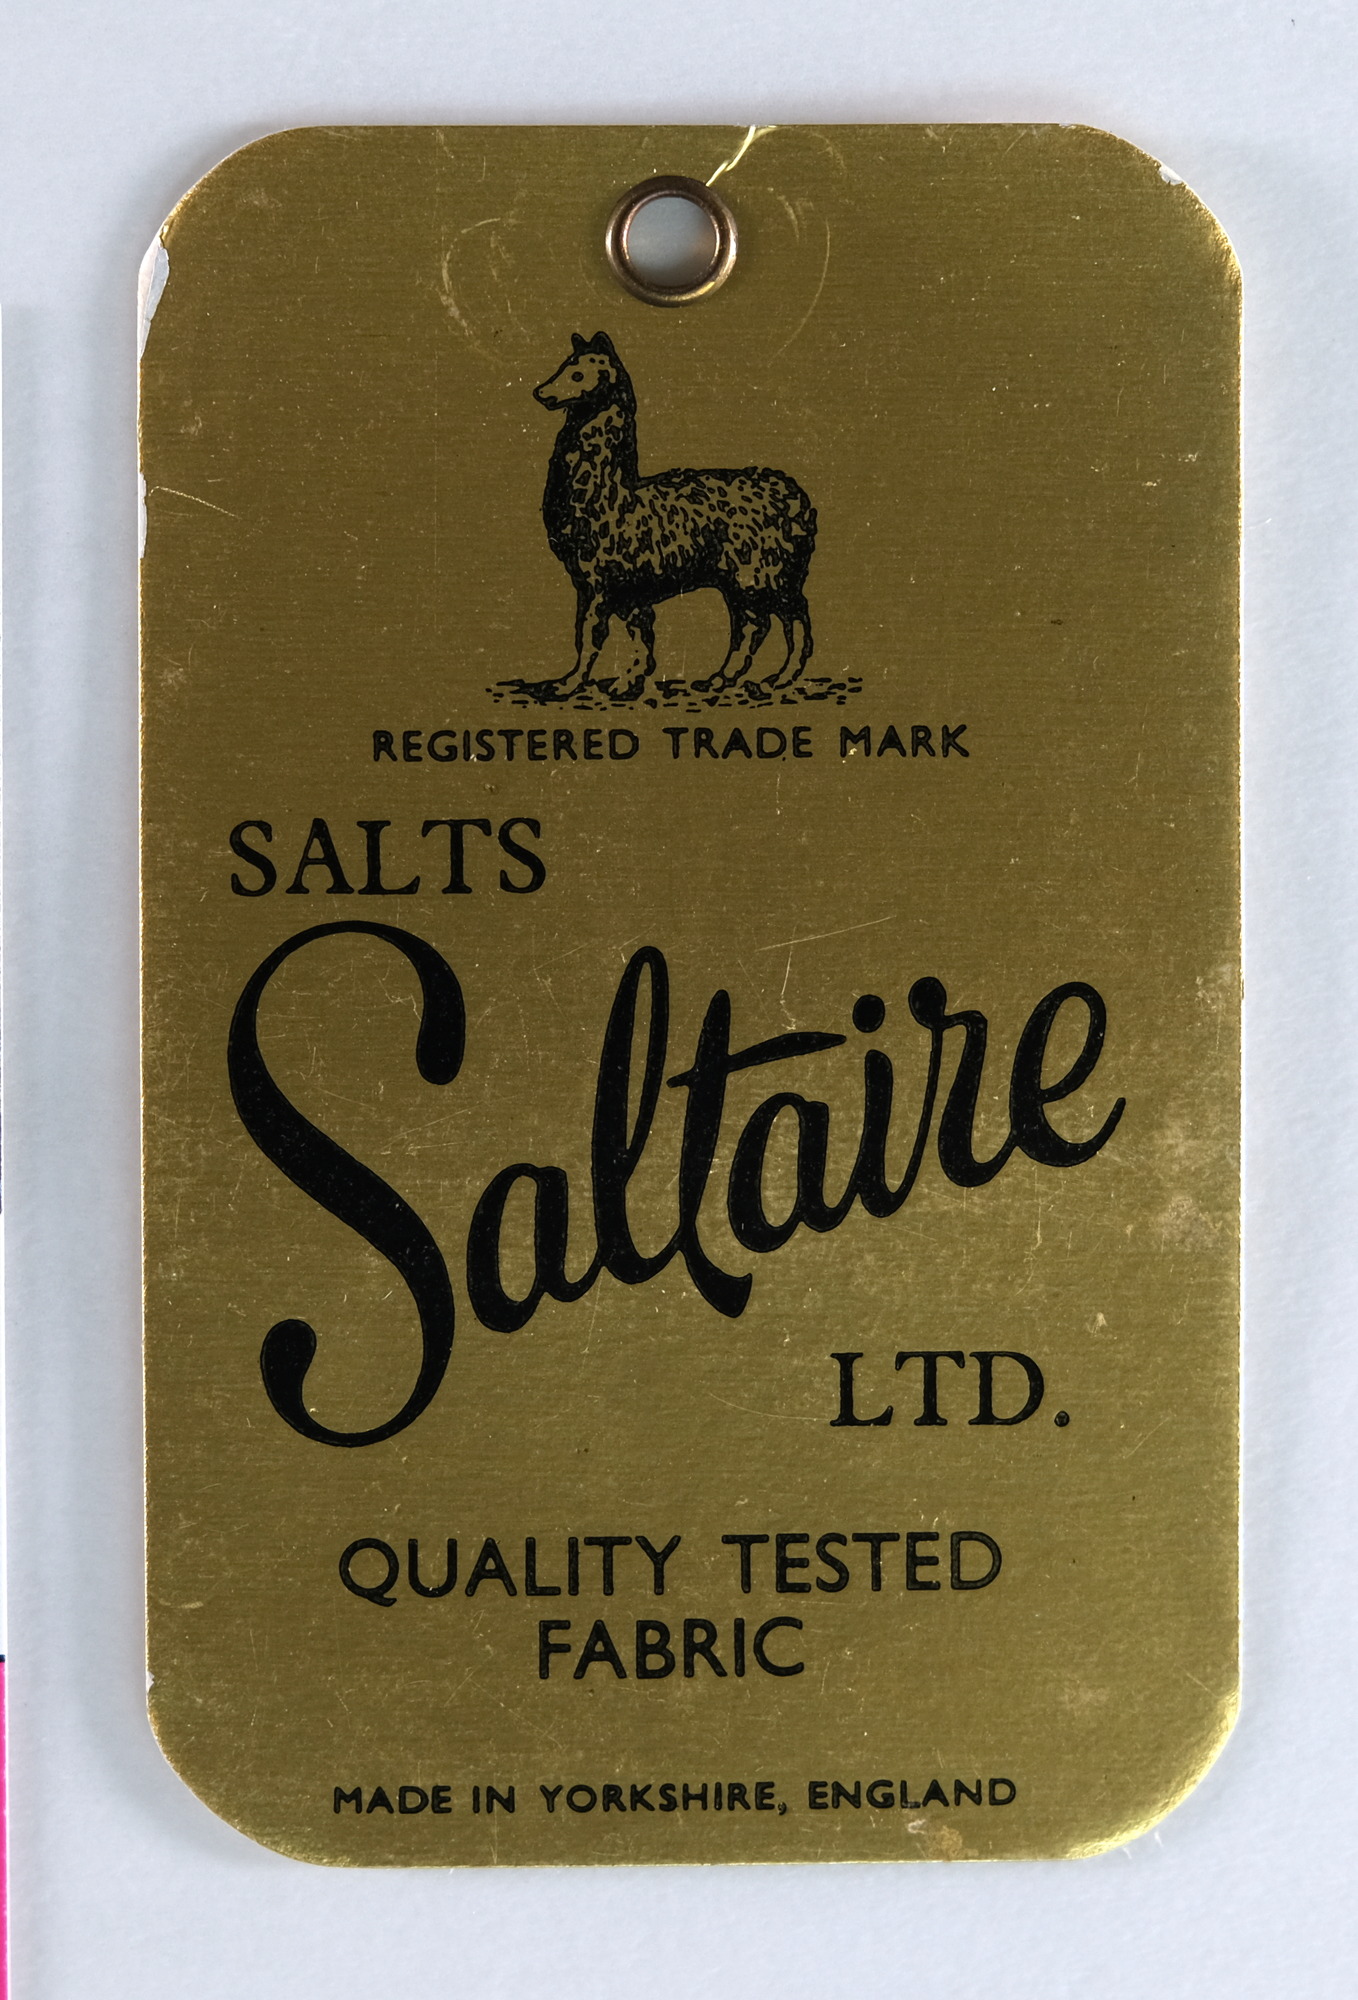 REGISTERED TRADE MARK
SALTS
Saltaire
LTD.
QUALITY TESTED
FABRIC
MADE IN YORKSHIRE, ENGLAND